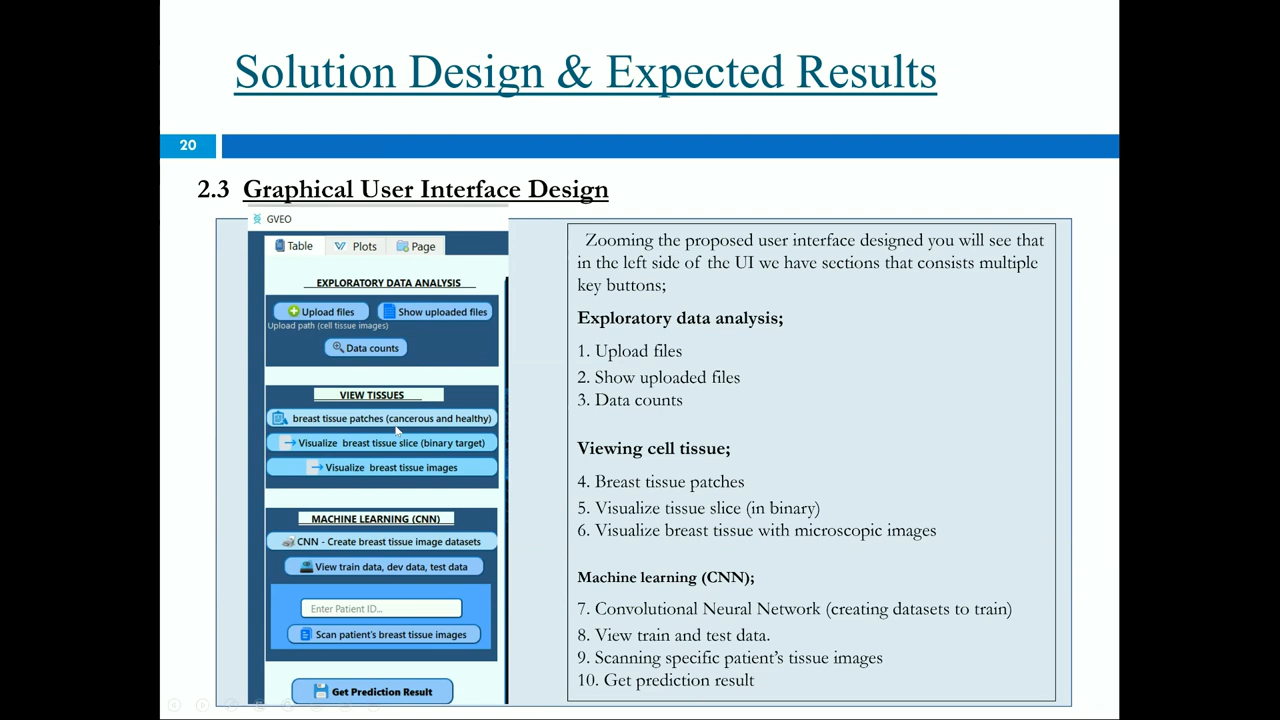 Solution Design & Expected Results
20
2.3 Graphical User Interface Design
GVEO
Table Plots Page
EXPLORATORY DATA ANALYSIS
Upload files Show uploaded files
Upload path (cell tissue images)
Data counts
VIEW TISSUES
breast tissue patches (cancerous and healthy)
Visualize breast tissue slice (binary target)
Visualize breast tissue images
MACHINE LEARNING (CNN)
CNN - Create breast tissue image datasets
View train data, dev data, test data
Enter Patient ID...
Scan patient's breast tissue images
Get Prediction Result
Zooming the proposed user interface designed you will see that
in the left side of the UI we have sections that consists multiple
key buttons;
Exploratory data analysis;
1. Upload files
2. Show uploaded files
3. Data counts
Viewing cell tissue;
4. Breast tissue patches
5. Visualize tissue slice (in binary)
6. Visualize breast tissue with microscopic images
Machine learning (CNN);
7. Convolutional Neural Network (creating datasets to train)
8. View train and test data.
9. Scanning specific patient's tissue images
10. Get prediction result